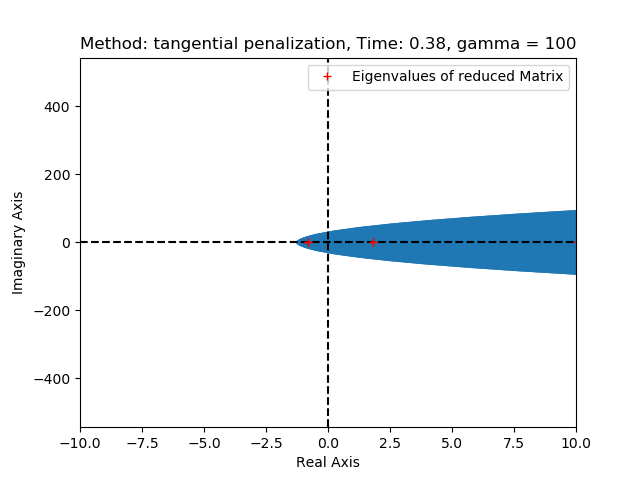 Method: tangential penalization, Time: 0.38, gamma = 100
Eigenvalues of reduced Matrix
400
200
0
−200
−400
Imaginary Axis
−10.0 −7.5 −5.0 −2.5 0.0 2.5 5.0 7.5 10.0
Real Axis